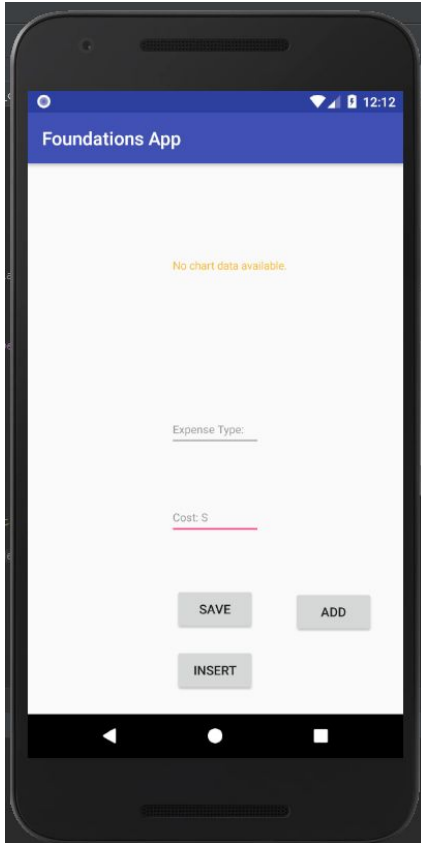 12:12
Foundations App
No chart data available.
Expense Type:
Cost: S
SAVE
ADD
INSERT